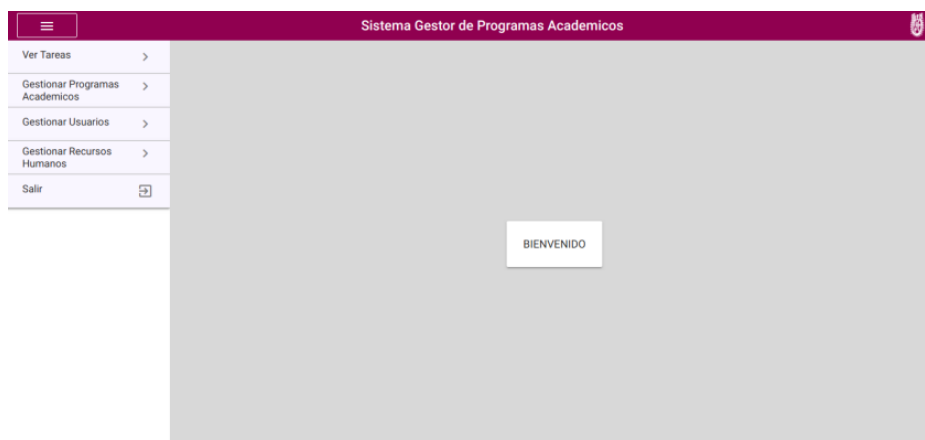 Sistema Gestor de Programas Academicos
Ver Tareas
Gestionar Programas
Academicos
Gestionar Usuarios
Gestionar Recursos
Humanos
Salir
BIENVENIDO